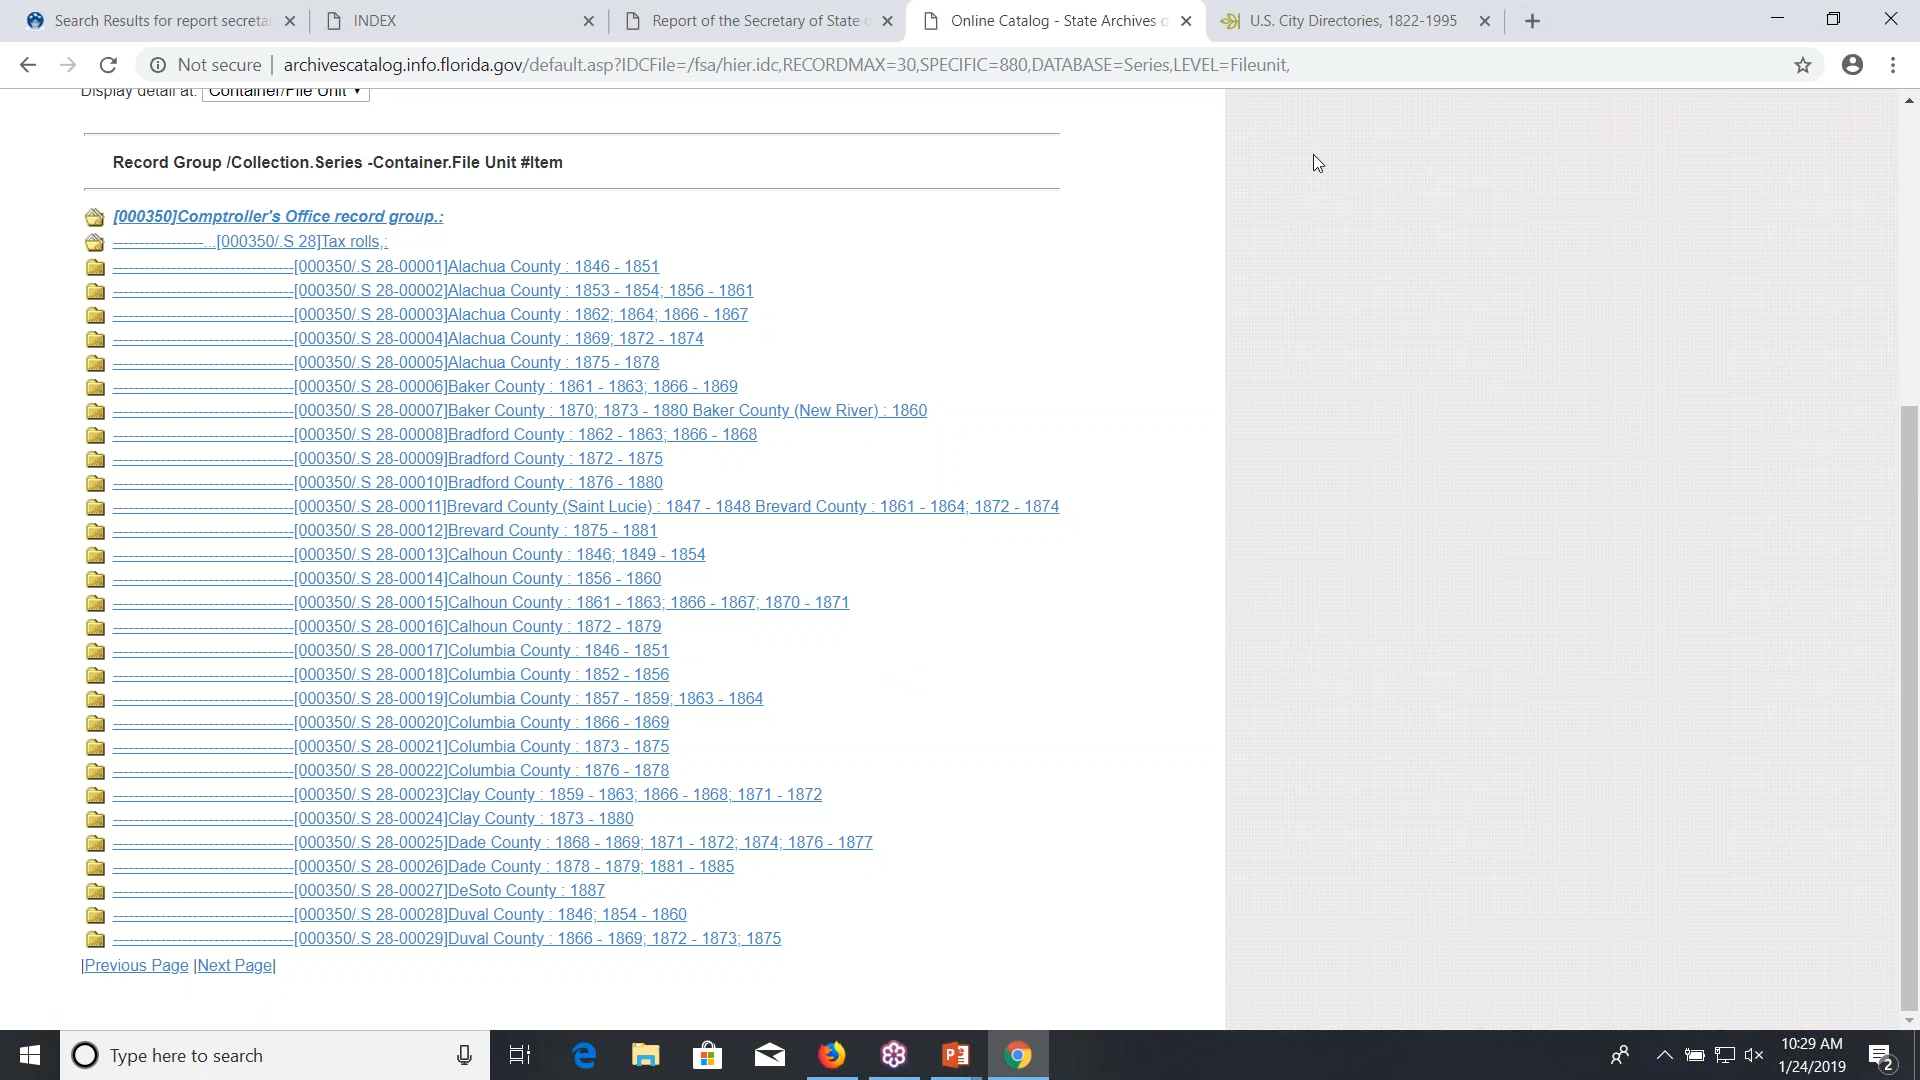 Search Results for report secretar
INDEX
Report of the Secretary of State o
Online Catalog - State Archives o
U.S. City Directories, 1822-1995
Not secure | archivescatalog.info.florida.gov/default.asp?IDCFile=/fsa/hier.idc,RECORDMAX=30,SPECIFIC=880,DATABASE=Series,LEVEL=Fileunit,
Display detail at: Container/File Unit
Record Group /Collection.Series -Container.File Unit #Item
[000350]Comptroller's Office record group.:
------------------...[000350/.S 28]Tax rolls,:
------------------------------------[000350/.S 28-00001]Alachua County : 1846 - 1851
------------------------------------[000350/.S 28-00002]Alachua County : 1853 - 1854; 1856 - 1861
------------------------------------[000350/.S 28-00003]Alachua County : 1862; 1864; 1866 - 1867
------------------------------------[000350/.S 28-00004]Alachua County : 1869; 1872 - 1874
------------------------------------[000350/.S 28-00005]Alachua County : 1875 - 1878
------------------------------------[000350/.S 28-00006]Baker County : 1861 - 1863; 1866 - 1869
------------------------------------[000350/.S 28-00007]Baker County : 1870; 1873 - 1880 Baker County (New River) : 1860
------------------------------------[000350/.S 28-00008]Bradford County : 1862 - 1863; 1866 - 1868
------------------------------------[000350/.S 28-00009]Bradford County : 1872 - 1875
------------------------------------[000350/.S 28-00010]Bradford County : 1876 - 1880
------------------------------------[000350/.S 28-00011]Brevard County (Saint Lucie) : 1847 - 1848 Brevard County : 1861 - 1864; 1872 - 1874
------------------------------------[000350/.S 28-00012]Brevard County : 1875 - 1881
------------------------------------[000350/.S 28-00013]Calhoun County : 1846; 1849 - 1854
------------------------------------[000350/.S 28-00014]Calhoun County : 1856 - 1860
------------------------------------[000350/.S 28-00015]Calhoun County : 1861 - 1863; 1866 - 1867; 1870 - 1871
------------------------------------[000350/.S 28-00016]Calhoun County : 1872 - 1879
------------------------------------[000350/.S 28-00017]Columbia County : 1846 - 1851
------------------------------------[000350/.S 28-00018]Columbia County : 1852 - 1856
------------------------------------[000350/.S 28-00019]Columbia County : 1857 - 1859; 1863 - 1864
------------------------------------[000350/.S 28-00020]Columbia County : 1866 - 1869
------------------------------------[000350/.S 28-00021]Columbia County : 1873 - 1875
------------------------------------[000350/.S 28-00022]Columbia County : 1876 - 1878
------------------------------------[000350/.S 28-00023]Clay County : 1859 - 1863; 1866 - 1868; 1871 - 1872
------------------------------------[000350/.S 28-00024]Clay County : 1873 - 1880
------------------------------------[000350/.S 28-00025]Dade County : 1868 - 1869; 1871 - 1872; 1874; 1876 - 1877
------------------------------------[000350/.S 28-00026]Dade County : 1878 - 1879; 1881 - 1885
------------------------------------[000350/.S 28-00027]DeSoto County : 1887
------------------------------------[000350/.S 28-00028]Duval County : 1846; 1854 - 1860
------------------------------------[000350/.S 28-00029]Duval County : 1866 - 1869; 1872 - 1873; 1875
|Previous Page |Next Page|
Type here to search
10:29 AM
1/24/2019
2